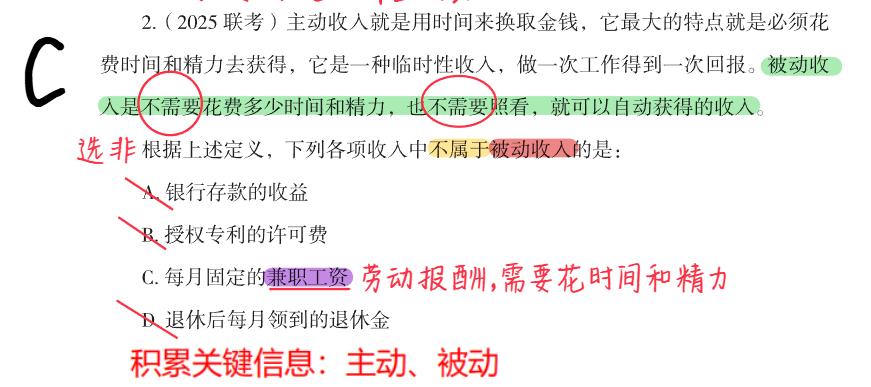 2.（2025 联考）主动收入就是用时间来换取金钱，它最大的特点就是必须花
C
费时间和精力去获得，它是一种临时性收入，做一次工作得到一次回报。被动收
入是不需要花费多少时间和精力，也不需要照看，就可以自动获得的收入。
选非 根据上述定义，下列各项收入中不属于被动收入的是：
A. 银行存款的收益
B. 授权专利的许可费
C. 每月固定的兼职工资 劳动报酬,需要花时间和精力
D. 退休后每月领到的退休金
积累关键信息：主动、被动